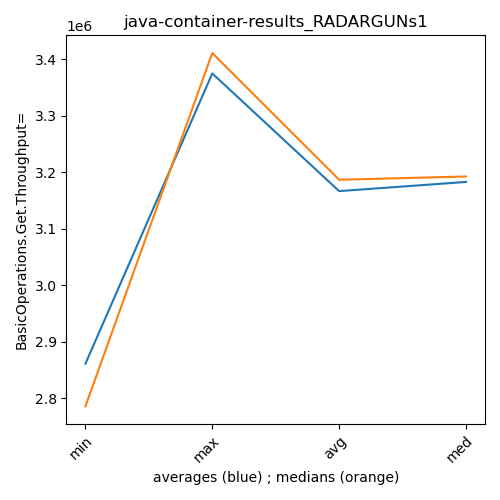 java-container-results_RADARGUNs1
1e6
3.4
3.3
3.2
3.1
3.0
2.9
2.8
BasicOperations.Get.Throughput=
min
max
avg
med
averages (blue) ; medians (orange)